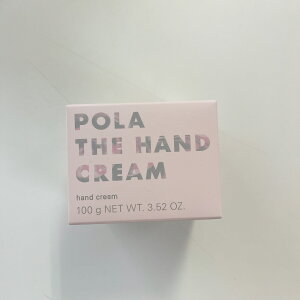 POLA
THE HAND
CREAM
hand cream
100 g NET WT. 3.52 OZ.